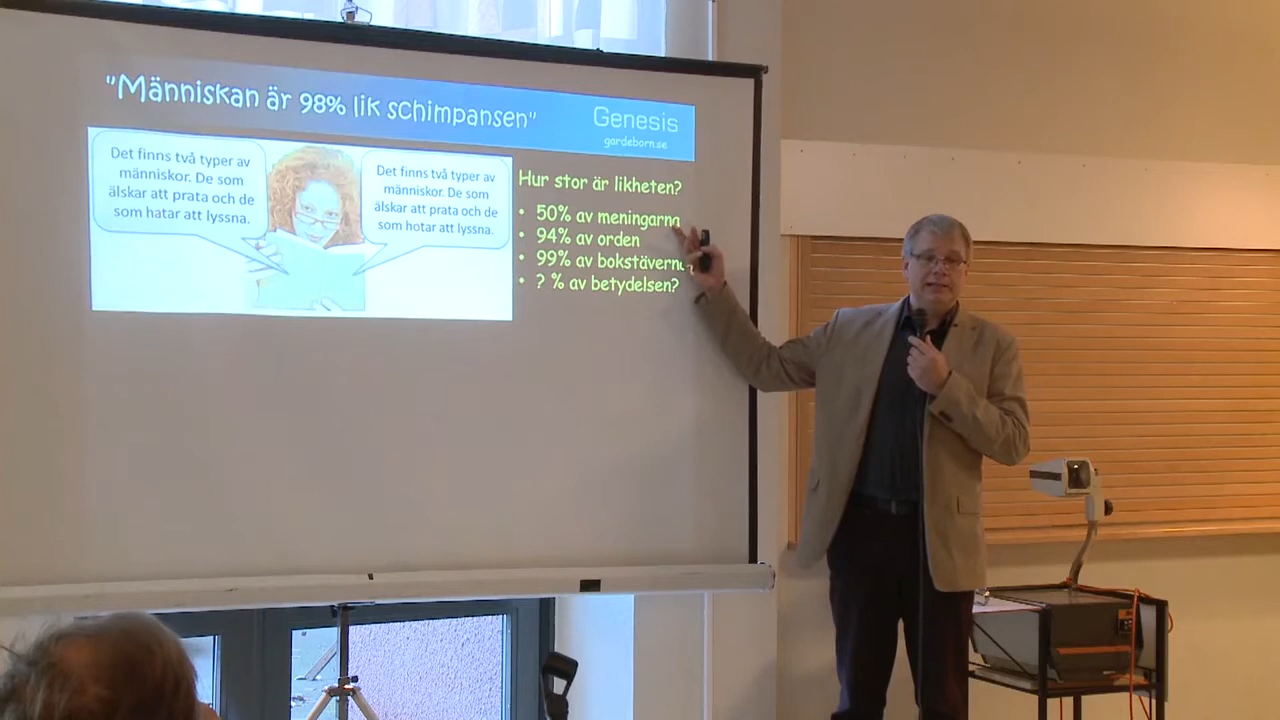 "Människan är 98% lik schimpansen"
Genesis
gardeborn.se
Det finns två typer av
människor. De som
älskar att prata och de
som hatar att lyssna.
Det finns två typer av
människor. De som
älskar att prata och de
som hotar att lyssna.
Hur stor är likheten?
• 50% av meningarna
• 94% av orden
• 99% av bokstäverna
• ? % av betydelsen?